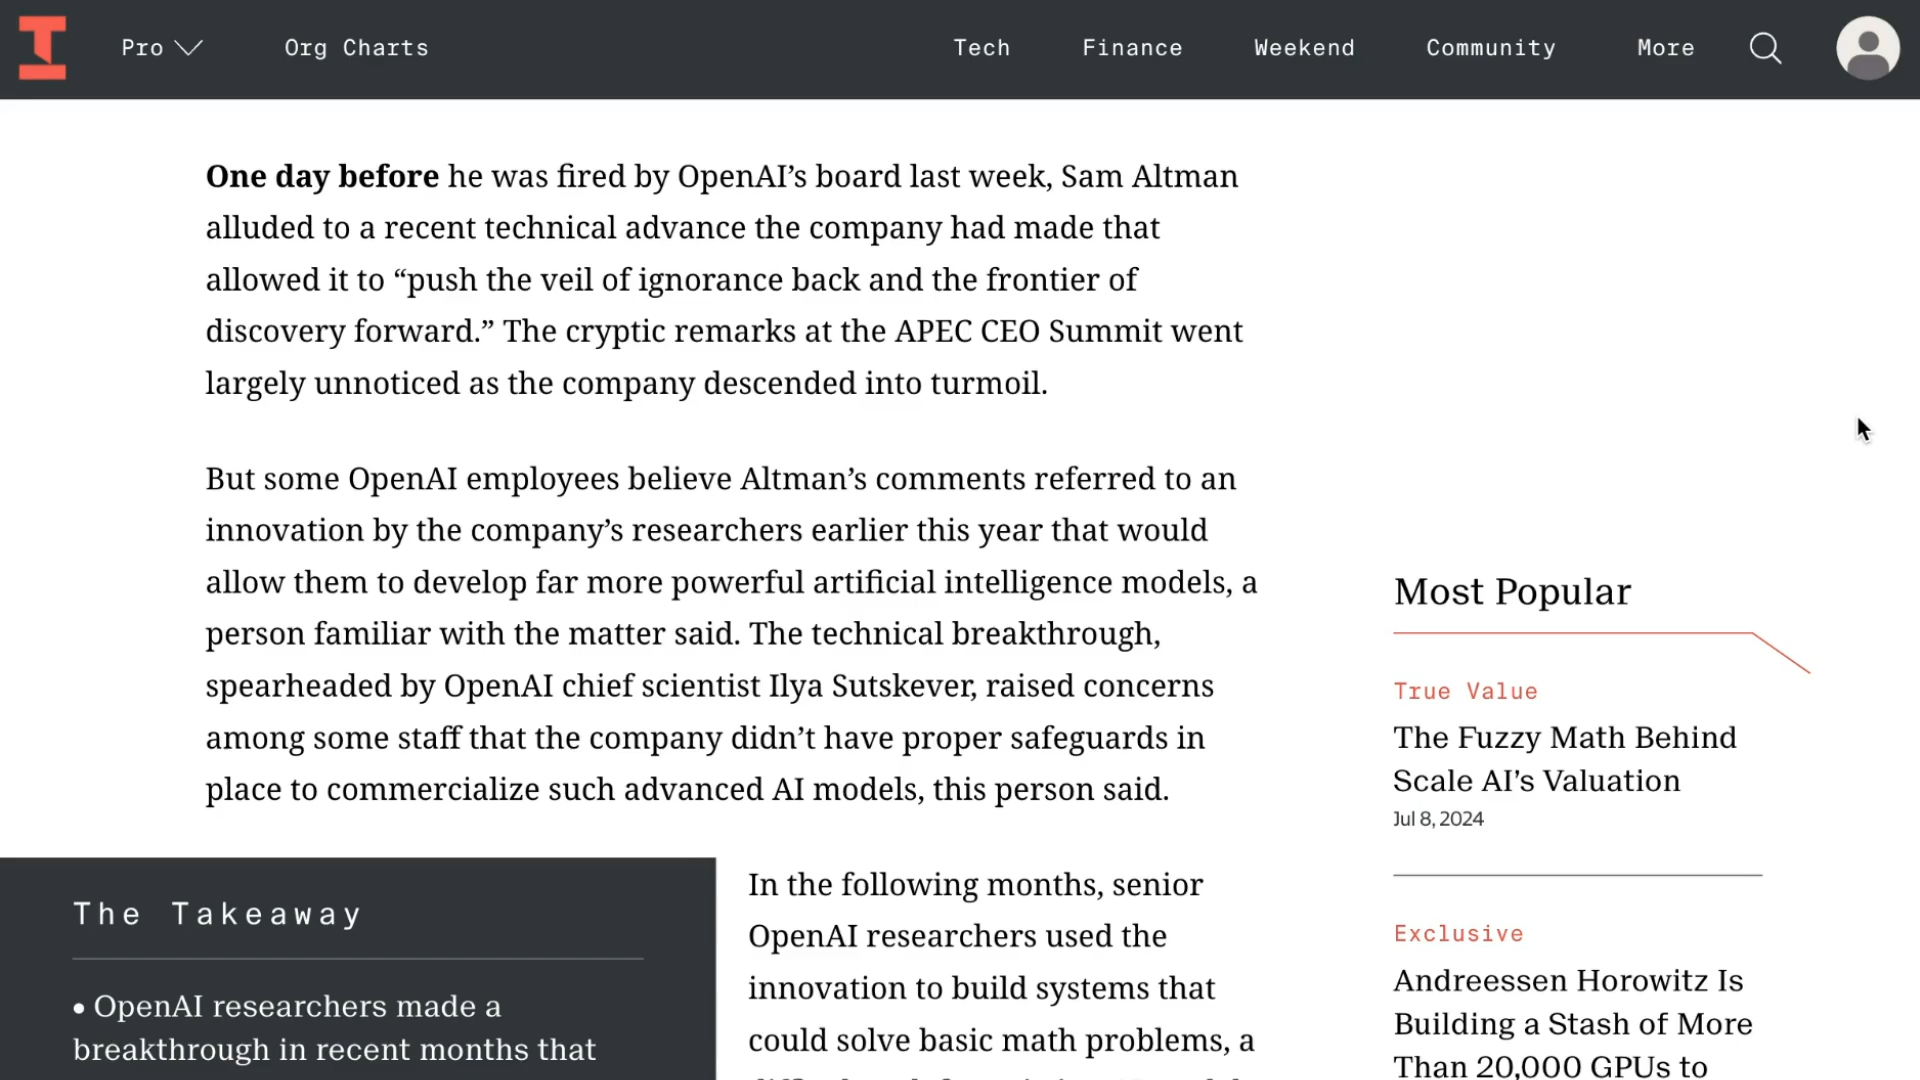 Pro
Org Charts
Tech
Finance
Weekend
Community
More
One day before he was fired by OpenAI’s board last week, Sam Altman
alluded to a recent technical advance the company had made that
allowed it to “push the veil of ignorance back and the frontier of
discovery forward.” The cryptic remarks at the APEC CEO Summit went
largely unnoticed as the company descended into turmoil.
But some OpenAI employees believe Altman’s comments referred to an
innovation by the company’s researchers earlier this year that would
allow them to develop far more powerful artificial intelligence models, a
person familiar with the matter said. The technical breakthrough,
spearheaded by OpenAI chief scientist Ilya Sutskever, raised concerns
among some staff that the company didn’t have proper safeguards in
place to commercialize such advanced AI models, this person said.
The Takeaway
• OpenAI researchers made a
breakthrough in recent months that
In the following months, senior
OpenAI researchers used the
innovation to build systems that
could solve basic math problems, a
Most Popular
True Value
The Fuzzy Math Behind
Scale AI’s Valuation
Jul 8, 2024
Exclusive
Andreessen Horowitz Is
Building a Stash of More
Than 20,000 GPUs to